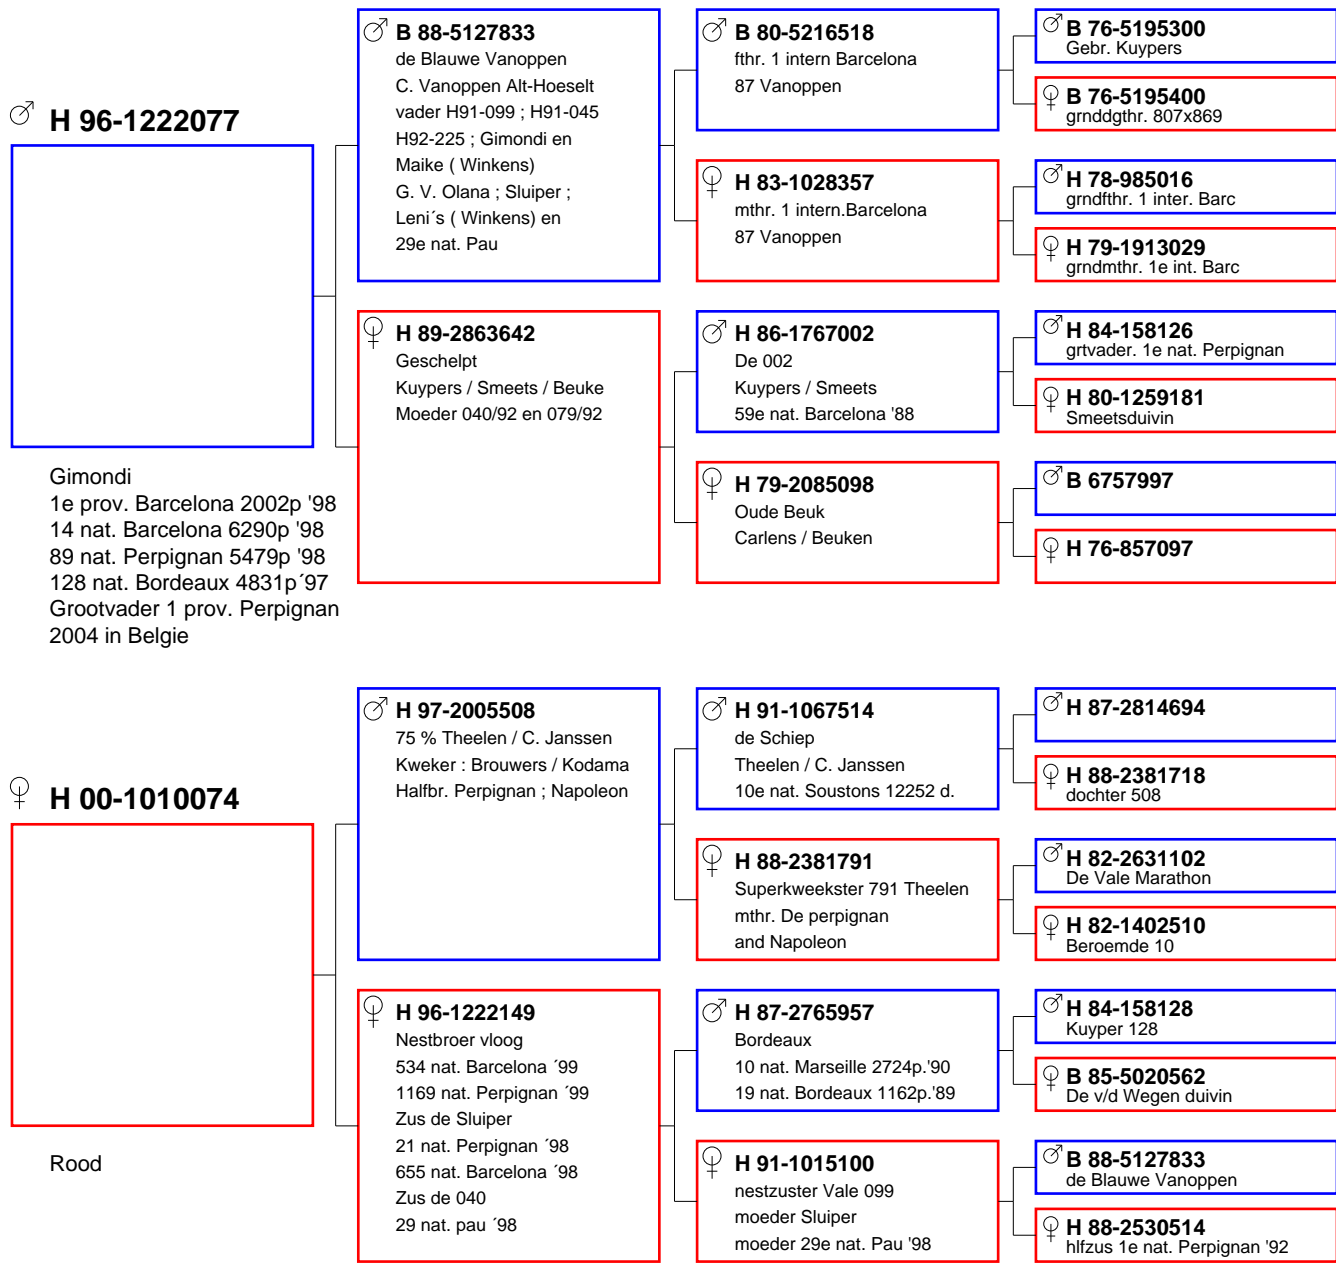 H 96-1222077
Gimondi
1e prov. Barcelona 2002p '98
14 nat. Barcelona 6290p '98
89 nat. Perpignan 5479p '98
128 nat. Bordeaux 4831p´97
Grootvader 1 prov. Perpignan
2004 in Belgie
B 88-5127833
de Blauwe Vanoppen
C. Vanoppen Alt-Hoeselt
vader H91-099 ; H91-045
H92-225 ; Gimondi en
Maike ( Winkens)
G. V. Olana ; Sluiper ;
Leni´s ( Winkens) en
29e nat. Pau
H 89-2863642
Geschelpt
Kuypers / Smeets / Beuke
Moeder 040/92 en 079/92
B 80-5216518
fthr. 1 intern Barcelona
87 Vanoppen
H 83-1028357
mthr. 1 intern.Barcelona
87 Vanoppen
H 86-1767002
De 002
Kuypers / Smeets
59e nat. Barcelona '88
H 79-2085098
Oude Beuk
Carlens / Beuken
B 76-5195300
Gebr. Kuypers
B 76-5195400
grnddgthr. 807x869
H 78-985016
grndfthr. 1 inter. Barc
H 79-1913029
grndmthr. 1e int. Barc
H 84-158126
grtvader. 1e nat. Perpignan
H 80-1259181
Smeetsduivin
B 6757997
H 76-857097
H 00-1010074
Rood
H 97-2005508
75 % Theelen / C. Janssen
Kweker : Brouwers / Kodama
Halfbr. Perpignan ; Napoleon
H 96-1222149
Nestbroer vloog
534 nat. Barcelona ´99
1169 nat. Perpignan ´99
Zus de Sluiper
21 nat. Perpignan ´98
655 nat. Barcelona ´98
Zus de 040
29 nat. pau ´98
H 91-1067514
de Schiep
Theelen / C. Janssen
10e nat. Soustons 12252 d.
H 88-2381791
Superkweekster 791 Theelen
mthr. De perpignan
and Napoleon
H 87-2765957
Bordeaux
10 nat. Marseille 2724p.'90
19 nat. Bordeaux 1162p.'89
H 91-1015100
nestzuster Vale 099
moeder Sluiper
moeder 29e nat. Pau '98
H 87-2814694
H 88-2381718
dochter 508
H 82-2631102
De Vale Marathon
H 82-1402510
Beroemde 10
H 84-158128
Kuyper 128
B 85-5020562
De v/d Wegen duivin
B 88-5127833
de Blauwe Vanoppen
H 88-2530514
hlfzus 1e nat. Perpignan '92